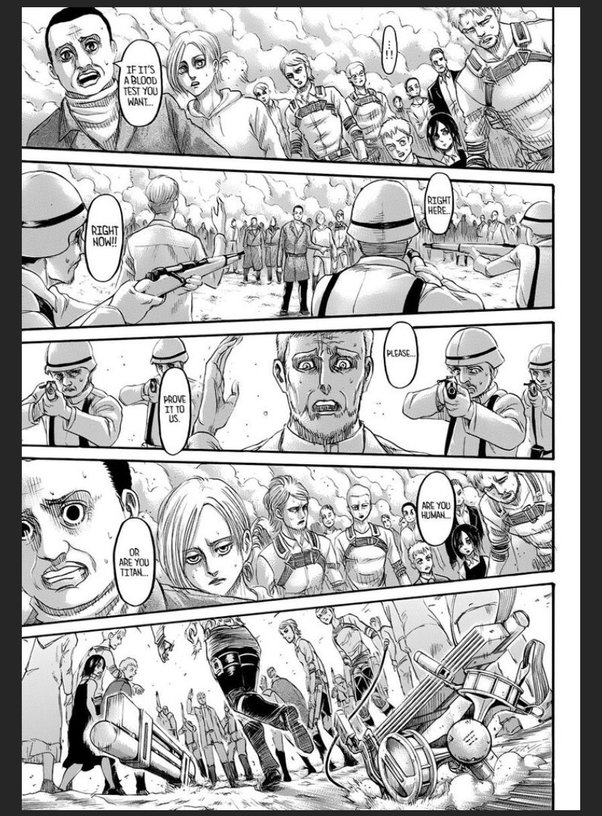 ...!!
IF IT'S
A BLOOD
TEST YOU
WANT...
RIGHT
HERE...
RIGHT
NOW!!
PLEASE...
PROVE
IT TO
US.
ARE YOU
HUMAN...
OR
ARE YOU
TITAN...